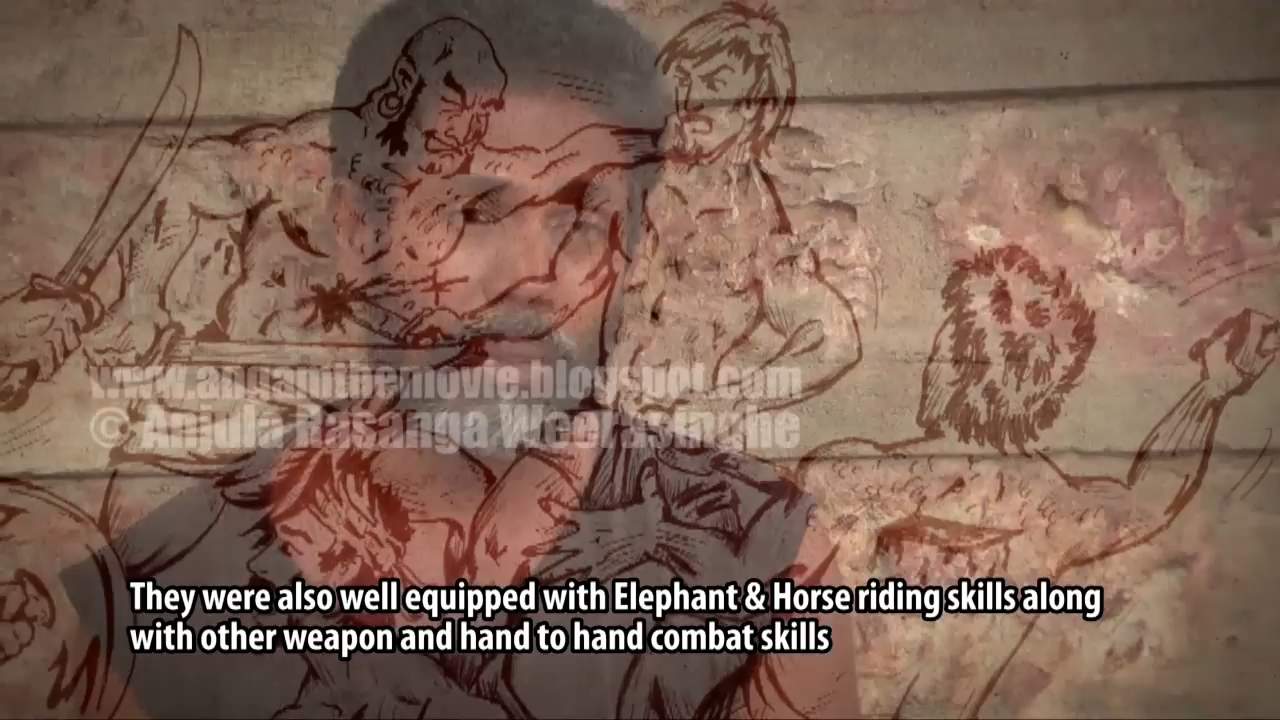 www.angamthemovie.blogspot.com
© Anjula Rasanga Weerasinghe
They were also well equipped with Elephant & Horse riding skills along
with other weapon and hand to hand combat skills